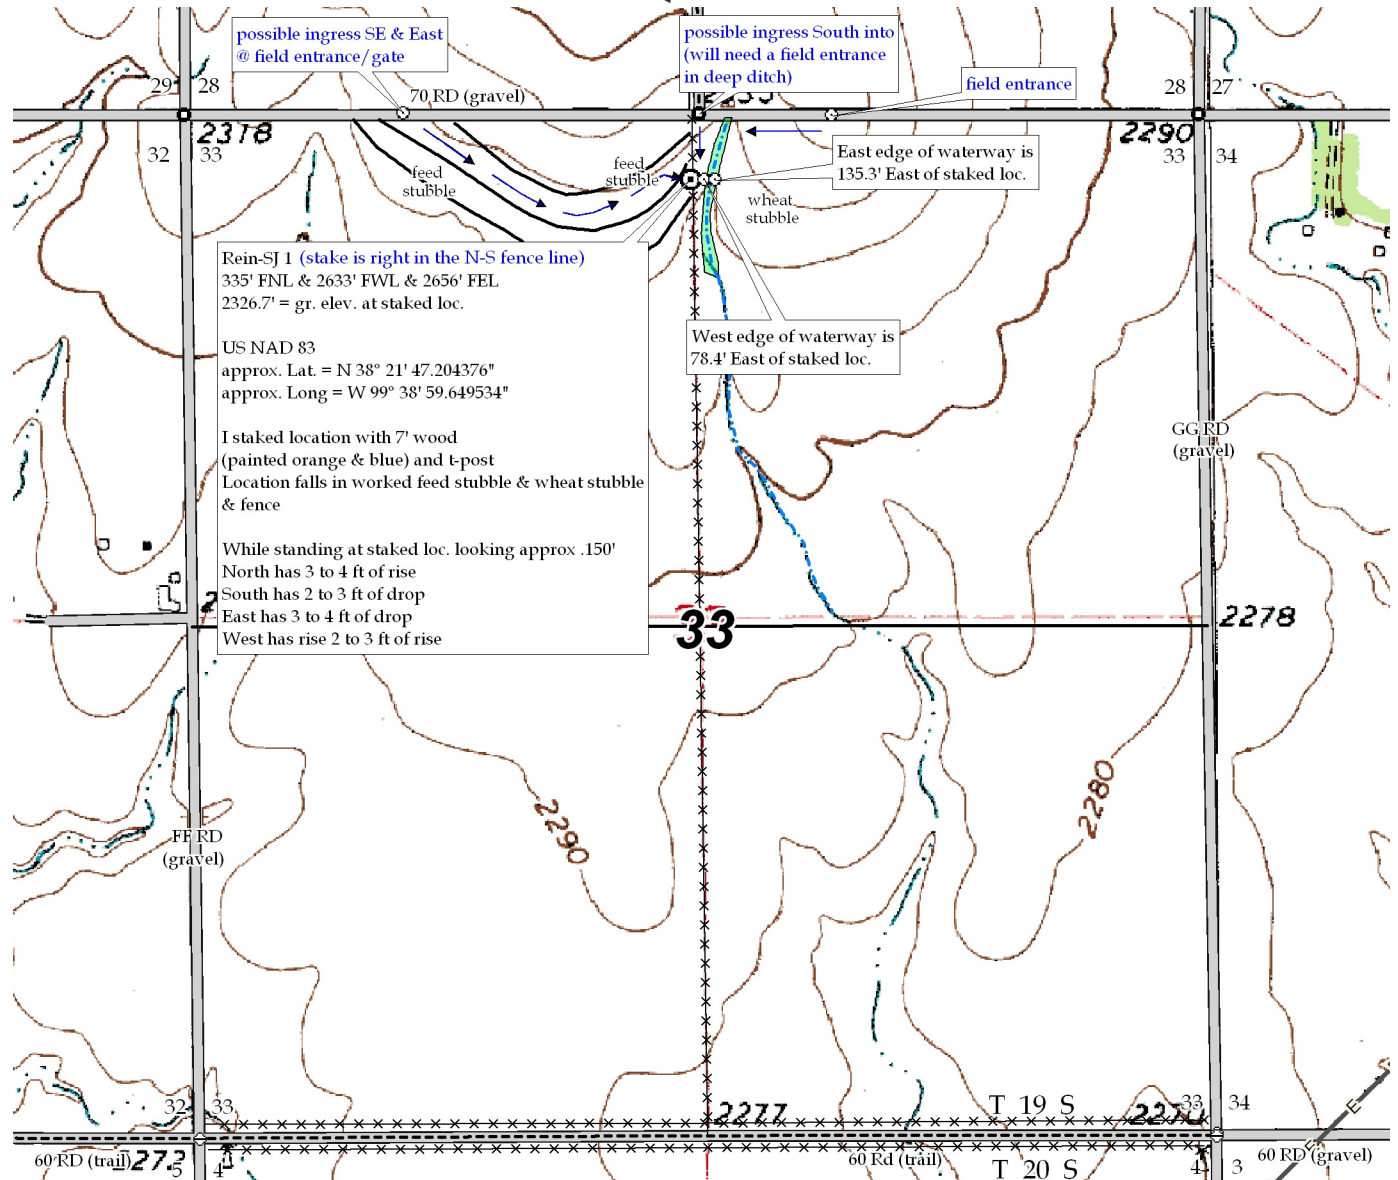 possible ingress SE & East
@ field entrance/gate
possible ingress South into
(will need a field entrance
in deep ditch)
field entrance
29
28
28
27
70 RD (gravel)
2318
2290
32
33
33
34
feed
stubble
feed
stubble
wheat
stubble
East edge of waterway is
135.3' East of staked loc.
Rein-SJ 1 (stake is right in the N-S fence line)
335' FNL & 2633' FWL & 2656' FEL
2326.7' = gr. elev. at staked loc.
US NAD 83
approx. Lat. = N 38° 21' 47.204376"
approx. Long = W 99° 38' 59.649534"
I staked location with 7' wood
(painted orange & blue) and t-post
Location falls in worked feed stubble & wheat stubble
& fence
While standing at staked loc. looking approx .150'
North has 3 to 4 ft of rise
South has 2 to 3 ft of drop
East has 3 to 4 ft of drop
West has rise 2 to 3 ft of rise
West edge of waterway is
78.4' East of staked loc.
GG RD
(gravel)
33
2278
2290
2280
FF RD
(gravel)
32
33
2277
T 19 S
33
34
60 RD (trail)
5
4
60 Rd (trail)
T 20 S
4
3
60 RD (gravel)
E
E